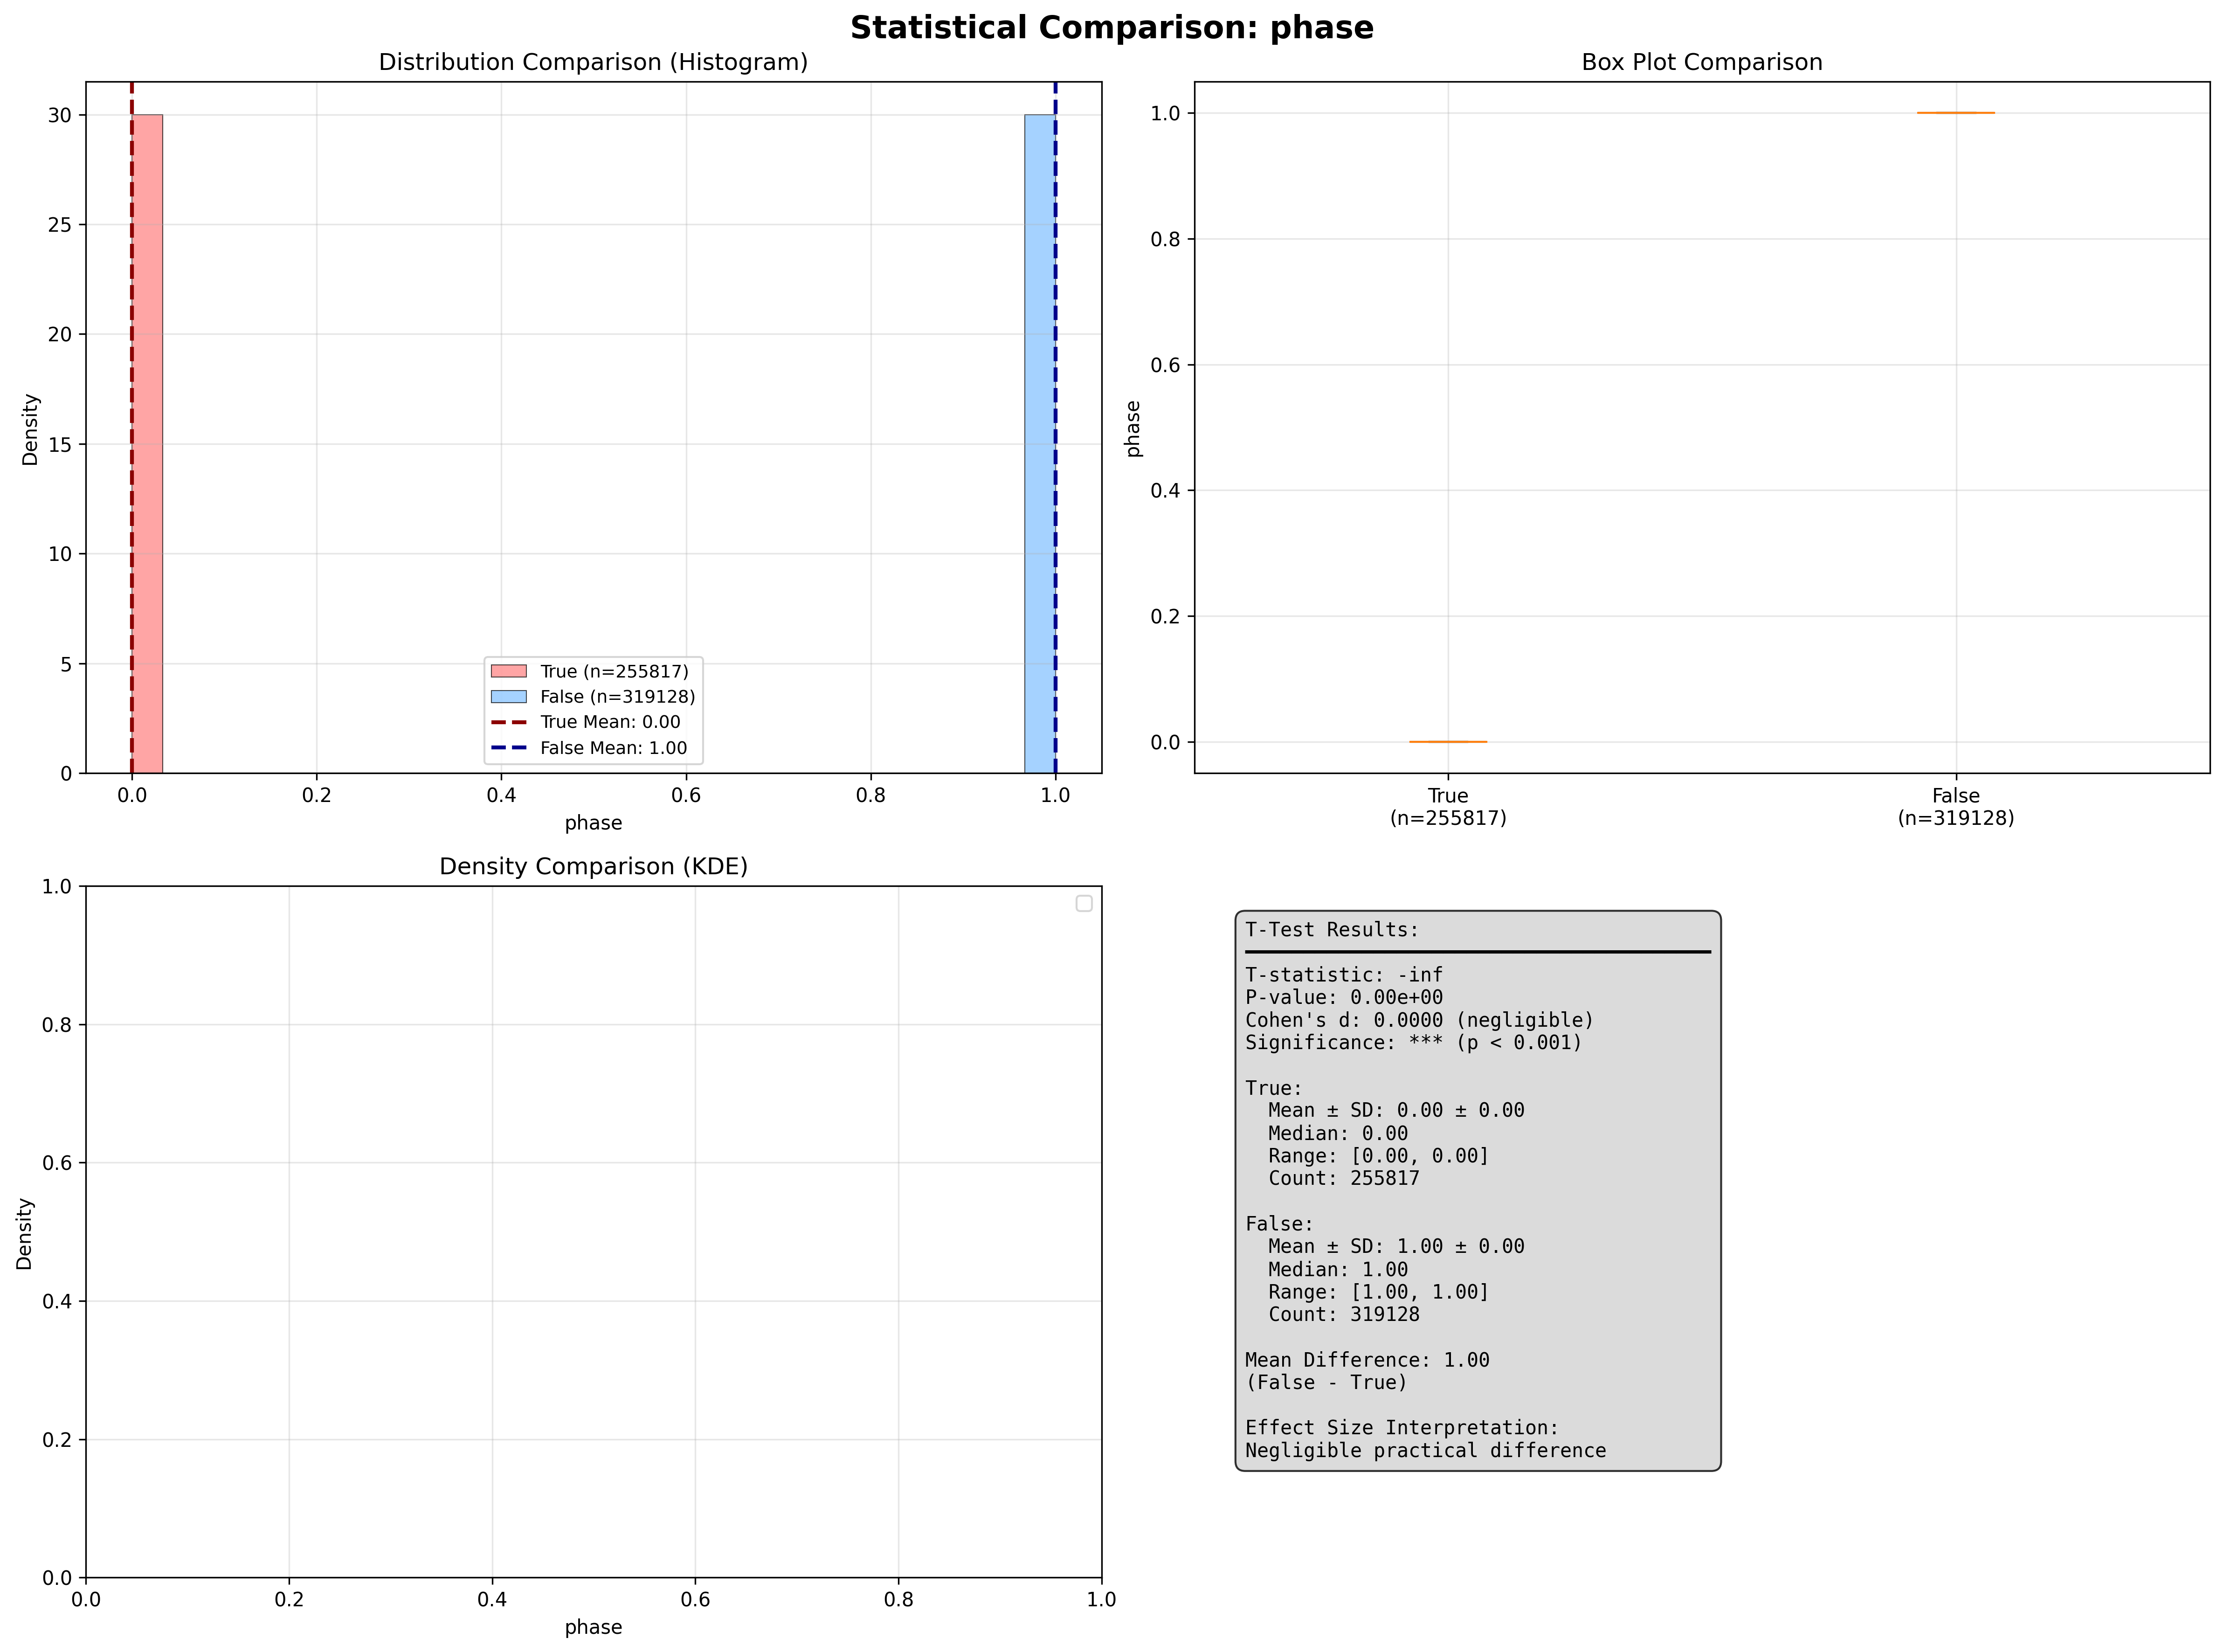 Statistical Comparison: phase
Distribution Comparison (Histogram)
30
25
20
15
10
5
0
Density
0.0 0.2 0.4 0.6 0.8 1.0
phase
True (n=255817)
False (n=319128)
True Mean: 0.00
False Mean: 1.00
Box Plot Comparison
1.0
0.8
0.6
0.4
0.2
0.0
phase
True
(n=255817)
False
(n=319128)
Density Comparison (KDE)
1.0
0.8
0.6
0.4
0.2
0.0
Density
0.0 0.2 0.4 0.6 0.8 1.0
phase
T-Test Results:
T-statistic: -inf
P-value: 0.00e+00
Cohen's d: 0.0000 (negligible)
Significance: *** (p < 0.001)
True:
Mean ± SD: 0.00 ± 0.00
Median: 0.00
Range: [0.00, 0.00]
Count: 255817
False:
Mean ± SD: 1.00 ± 0.00
Median: 1.00
Range: [1.00, 1.00]
Count: 319128
Mean Difference: 1.00
(False - True)
Effect Size Interpretation:
Negligible practical difference